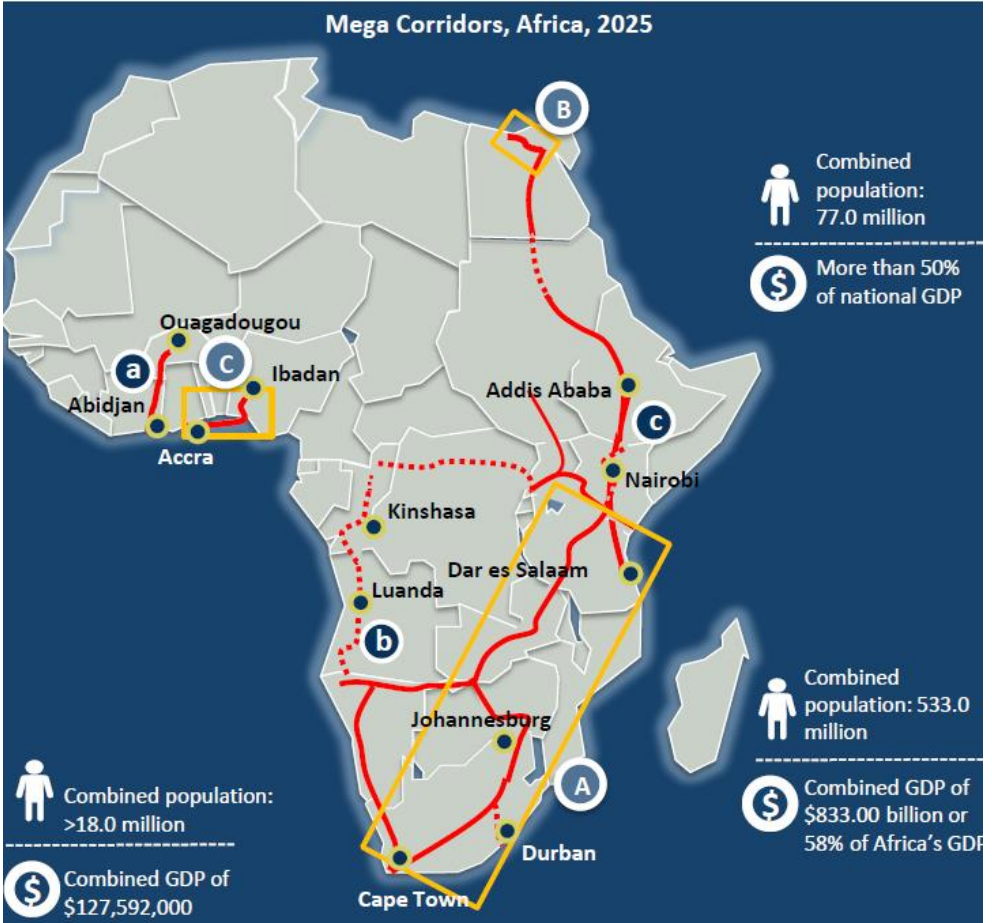 Mega Corridors, Africa, 2025
B
Combined
population:
77.0 million
$
More than 50%
of national GDP
Ouagadougou
a
C
Ibadan
Abidjan
Accra
Addis Ababa
c
Nairobi
Kinshasa
Dar es Salaam
Luanda
b
Johannesburg
A
Durban
Cape Town
Combined
population: 533.0
million
$
Combined GDP of
$833.00 billion or
58% of Africa's GDP
Combined population:
>18.0 million
$
Combined GDP of
$127,592,000